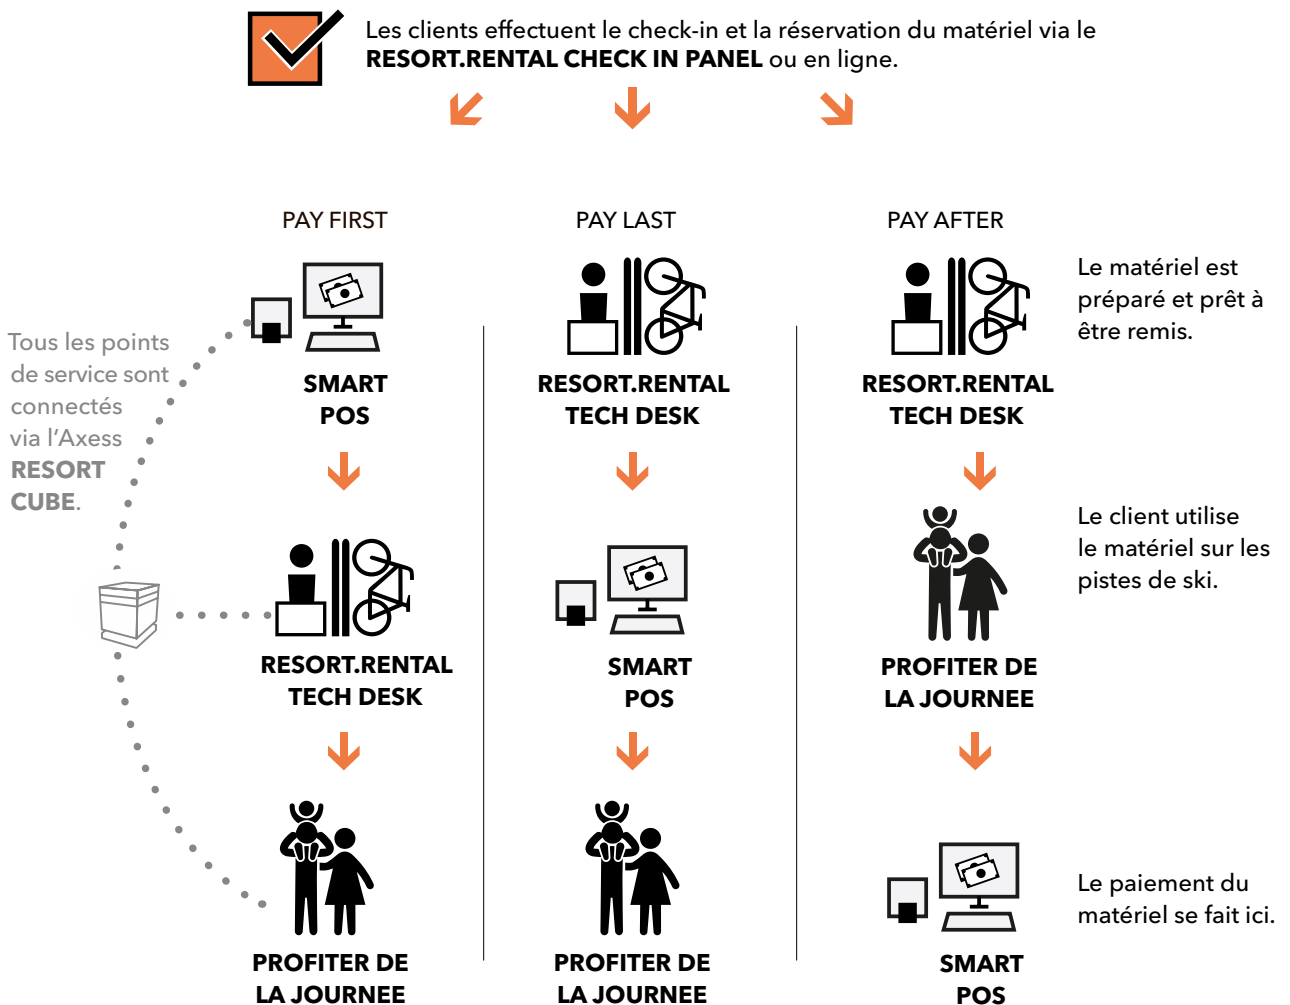 Les clients effectuent le check-in et la réservation du matériel via le
RESORT.RENTAL CHECK IN PANEL ou en ligne.
PAY FIRST
PAY LAST
PAY AFTER
Tous les points
de service sont
connectés
via l’Axess
RESORT
CUBE.
SMART
POS
RESORT.RENTAL
TECH DESK
PROFITER DE
LA JOURNEE
RESORT.RENTAL
TECH DESK
SMART
POS
PROFITER DE
LA JOURNEE
RESORT.RENTAL
TECH DESK
PROFITER DE
LA JOURNEE
SMART
POS
Le matériel est
préparé et prêt à
être remis.
Le client utilise
le matériel sur les
pistes de ski.
Le paiement du
matériel se fait ici.